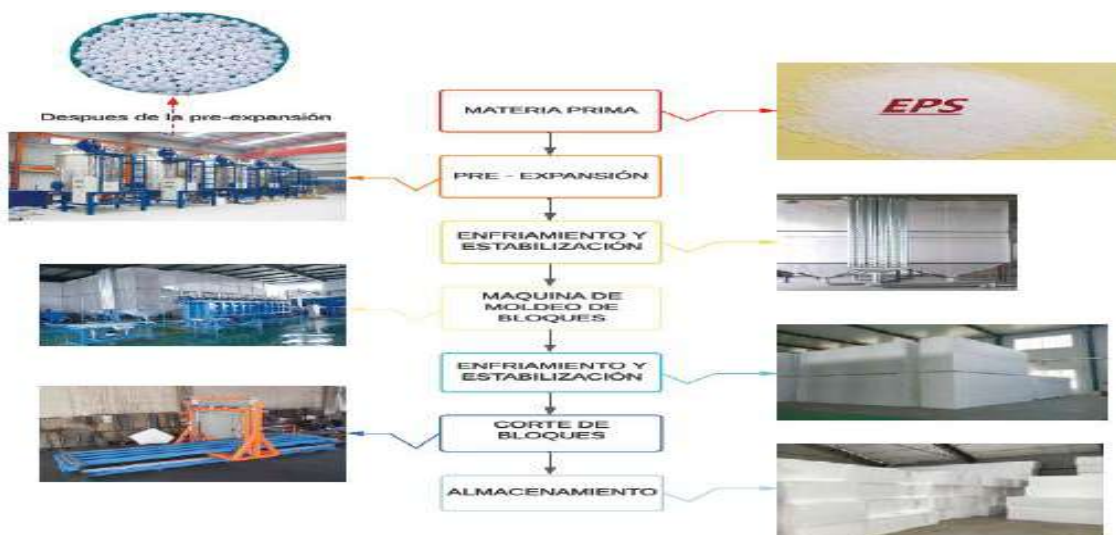 Despues de la pre-expansión
MATERIA PRIMA
EPS
PRE - EXPANSIÓN
ENFRIAMIENTO Y
ESTABILIZACIÓN
MAQUINA DE
MOLDEO DE
BLOQUES
ENFRIAMIENTO Y
ESTABILIZACIÓN
CORTE DE
BLOQUES
ALMACENAMIENTO